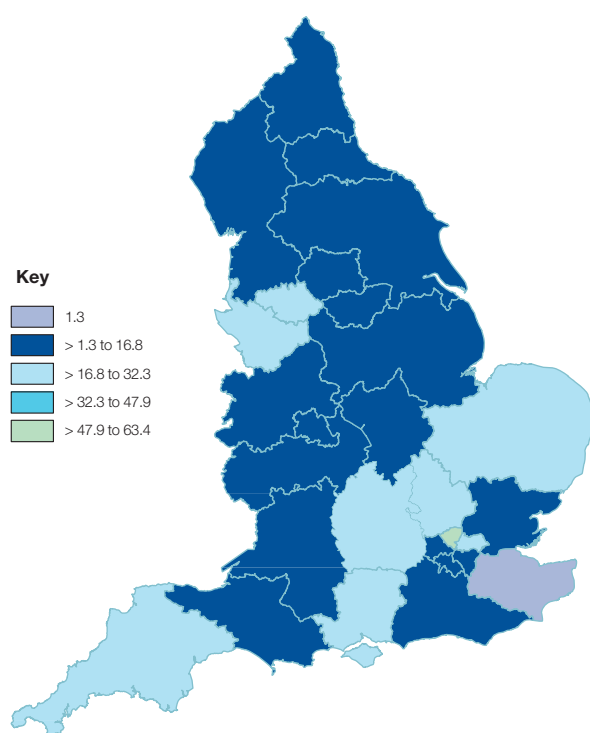 Key
1.3
> 1.3 to 16.8
> 16.8 to 32.3
> 32.3 to 47.9
> 47.9 to 63.4